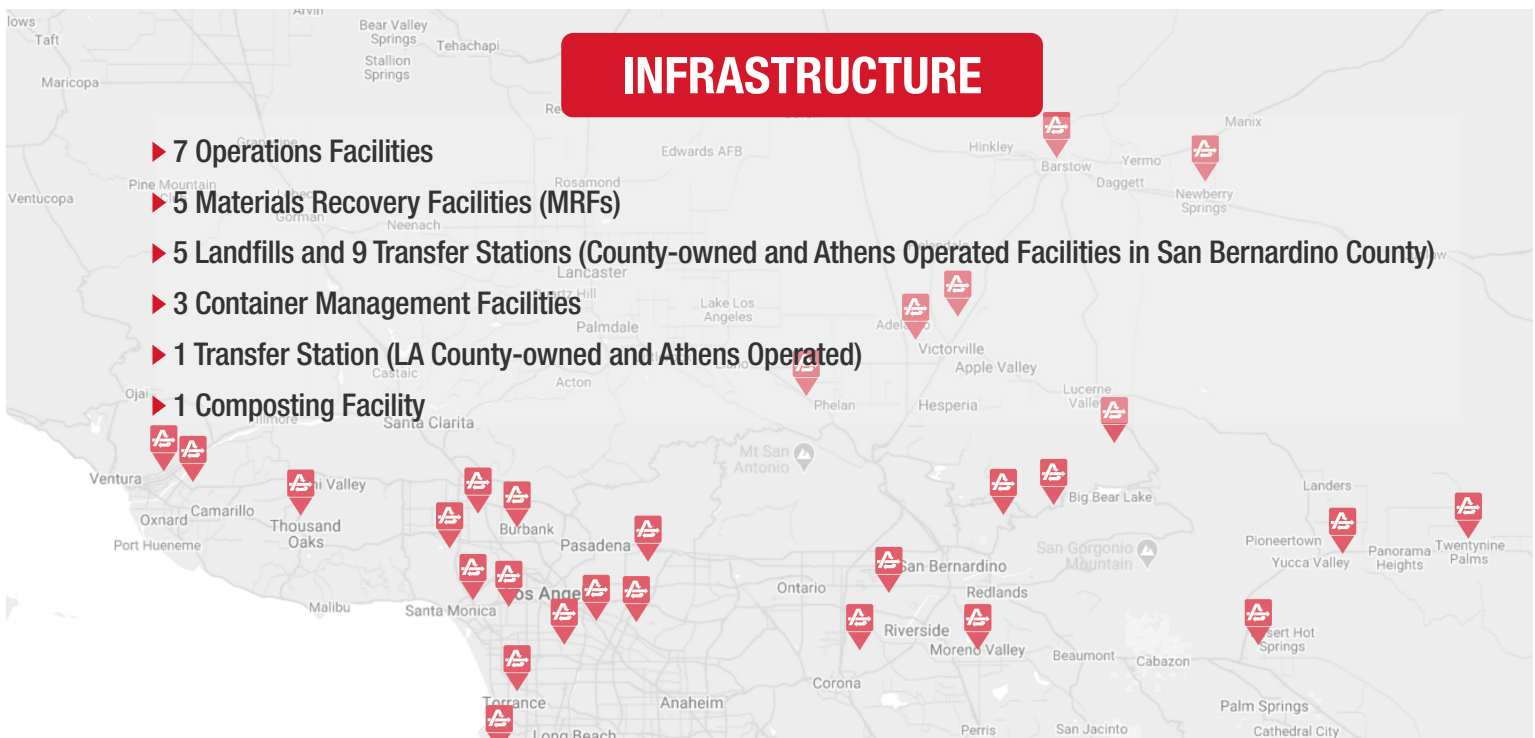 INFRASTRUCTURE
7 Operations Facilities
5 Materials Recovery Facilities (MRFs)
5 Landfills and 9 Transfer Stations (County-owned and Athens Operated Facilities in San Bernardino County)
3 Container Management Facilities
1 Transfer Station (LA County-owned and Athens Operated)
1 Composting Facility
Taft
Maricopa
Ventucopa
Bear Valley
Springs
Tehachapi
Stallion
Springs
Pine Mountain
Gorman
Neenach
Rosamond
Edwards AFB
Hinkley
Barstow
Yermo
Daggett
Manix
Newberry
Springs
Lancaster
Lake Los
Angeles
Palmdale
Castaic
Acton
Victorville
Apple Valley
Phelan
Hesperia
Lucerne
Ojai
Santa Clarita
Mt San
Antonio
Ventura
Oxnard
Camarillo
Port Hueneme
Thousand
Oaks
Burbank
Pasadena
Malibu
Santa Monica
Ontario
San Bernardino
Redlands
Big Bear Lake
San Gorgonio
Mountain
Landers
Pioneertown
Yucca Valley
Panorama
Heights
Twentynine
Palms
Riverside
Moreno Valley
Beaumont
Cabazon
Springs
Torrance
Long Beach
Anaheim
Corona
Perris
San Jacinto
Palm Springs
Cathedral City